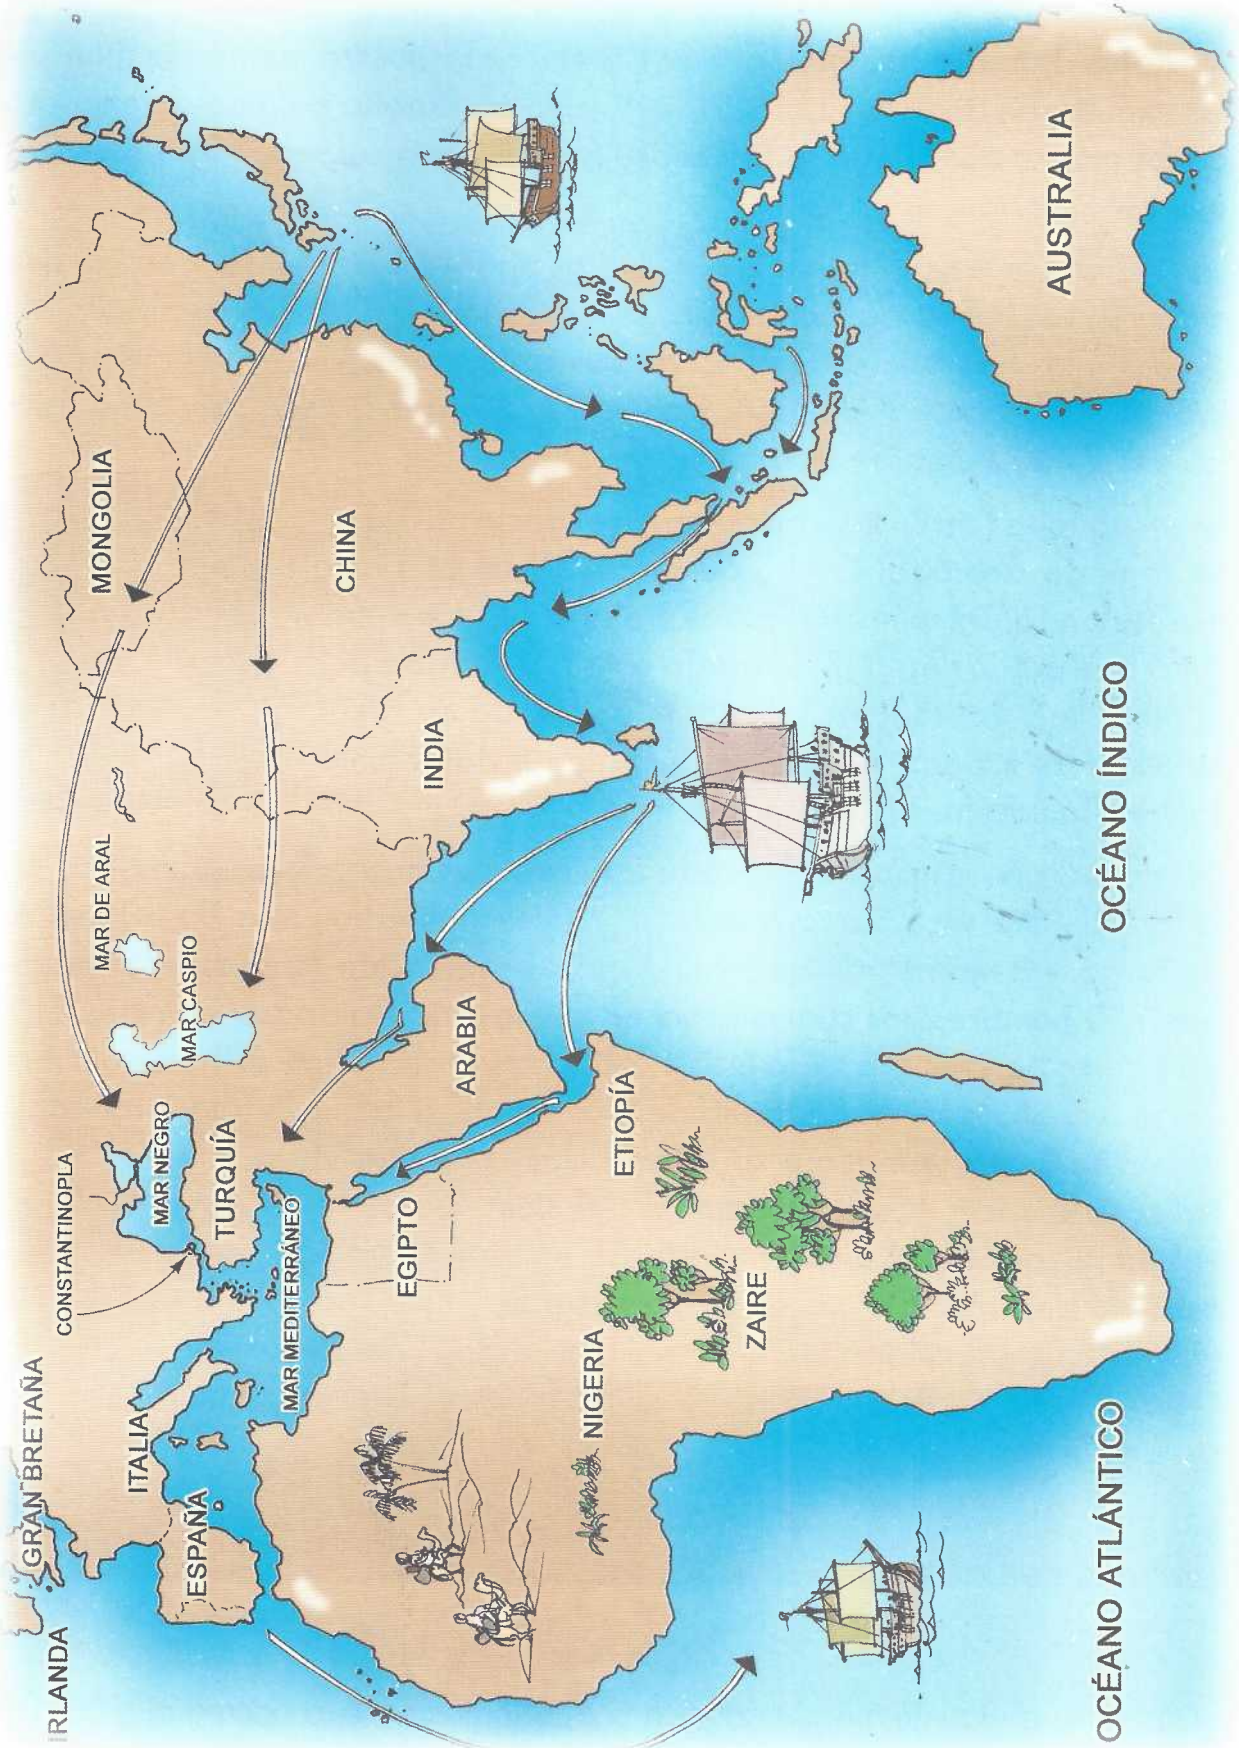 IRLANDA
GRAN BRETAÑA
ESPAÑA
ITALIA
CONSTANTINOPLA
MAR NEGRO
TURQUÍA
MAR MEDITERRÁNEO
MAR DE ARAL
MAR CASPIO
MONGOLIA
CHINA
INDIA
ARABIA
EGIPTO
ETIOPÍA
NIGERIA
ZAIRE
OCÉANO ATLÁNTICO
OCÉANO ÍNDICO
AUSTRALIA